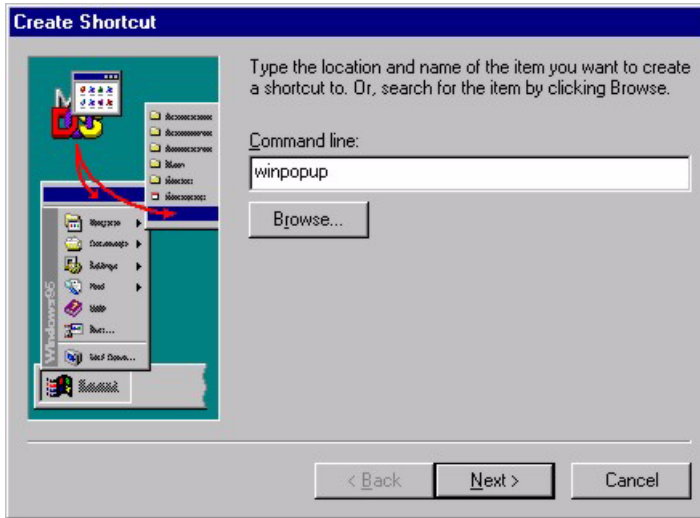 Create Shortcut
Type the location and name of the item you want to create
a shortcut to. Or, search for the item by clicking Browse.
Command line:
winpopup
Browse...
Windows95
< Back
Next >
Cancel